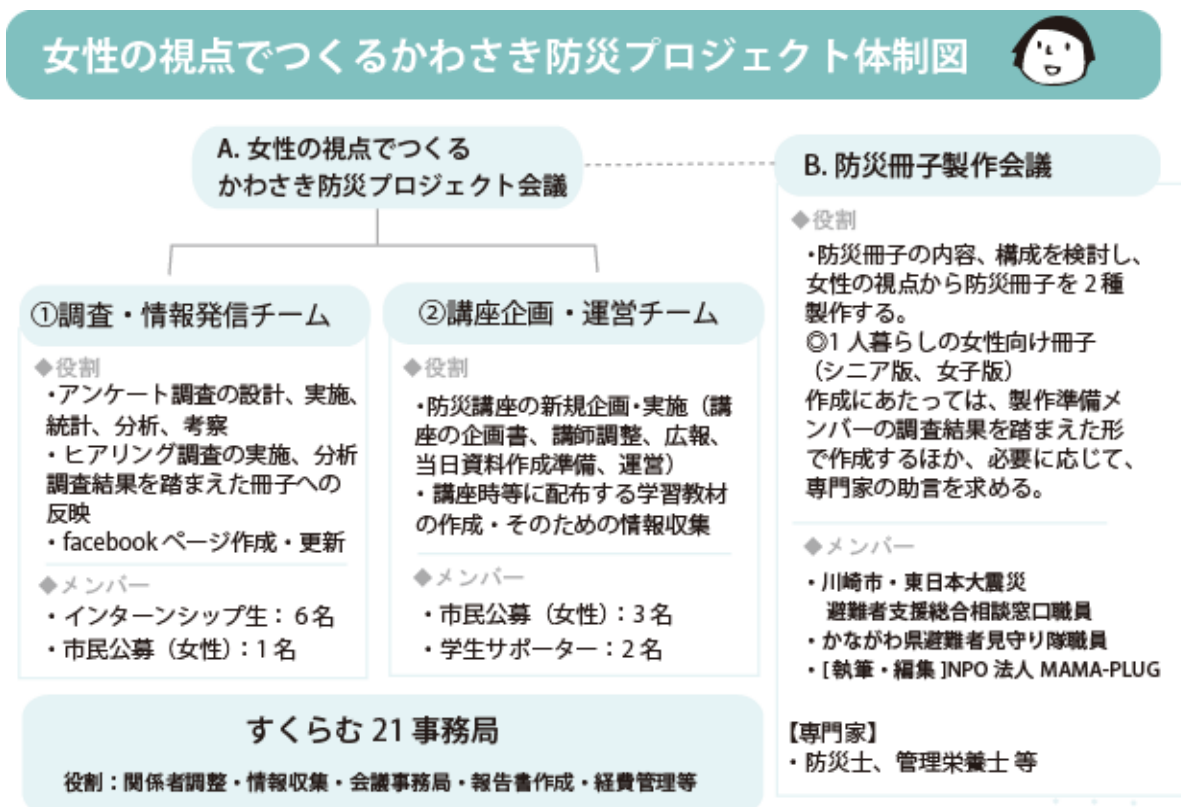 女性の視点でつくるかわさき防災プロジェクト体制図
A. 女性の視点でつくる
かわさき防災プロジェクト会議
①調査・情報発信チーム
◆役割
・アンケート調査の設計、実施、
統計、分析、考察
・ヒアリング調査の実施、分析
調査結果を踏まえた冊子への
反映
・facebook ページ作成・更新
◆メンバー
・インターンシップ生：6名
・市民公募（女性）：1名
②講座企画・運営チーム
◆役割
・防災講座の新規企画・実施（講
座の企画書、講師調整、広報、
当日資料作成準備、運営）
・講座時等に配布する学習教材
の作成・そのための情報収集
◆メンバー
・市民公募（女性）：3名
・学生サポーター：2名
すくらむ 21 事務局
役割：関係者調整・情報収集・会議事務局・報告書作成・経費管理等
B. 防災冊子製作会議
◆役割
・防災冊子の内容、構成を検討し、
女性の視点から防災冊子を 2 種
製作する。
◎1 人暮らしの女性向け冊子
（シニア版、女子版）
作成にあたっては、製作準備メ
ンバーの調査結果を踏まえた形
で作成するほか、必要に応じて、
専門家の助言を求める。
◆メンバー
・川崎市・東日本大震災
避難者支援総合相談窓口職員
・かながわ県避難者見守り隊職員
・[ 執筆・編集 ]NPO 法人 MAMA-PLUG
【専門家】
・防災士、管理栄養士 等